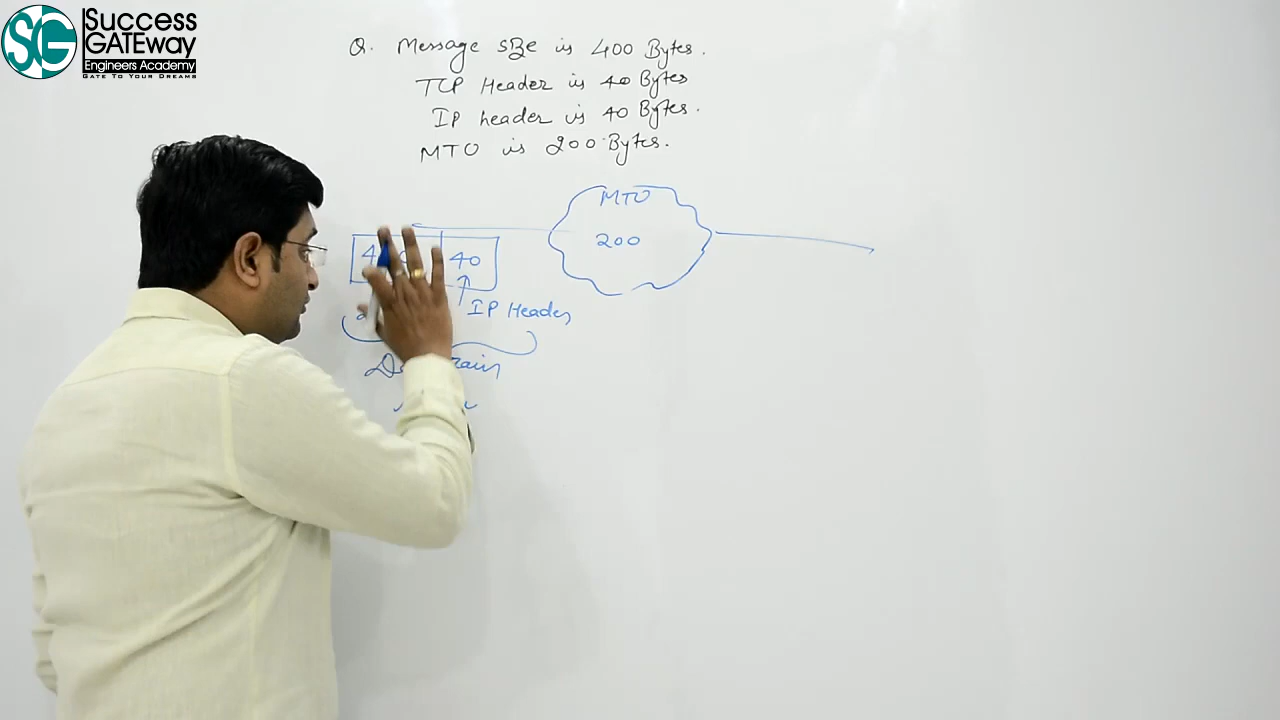 Success
GATEway
Engineers Academy
GATE TO YOUR DREAMS
Q. Message size is 400 Bytes.
TCP Header is 40 Bytes
IP header is 40 Bytes.
MTU is 200 Bytes.
MTU
200
40
IP Header